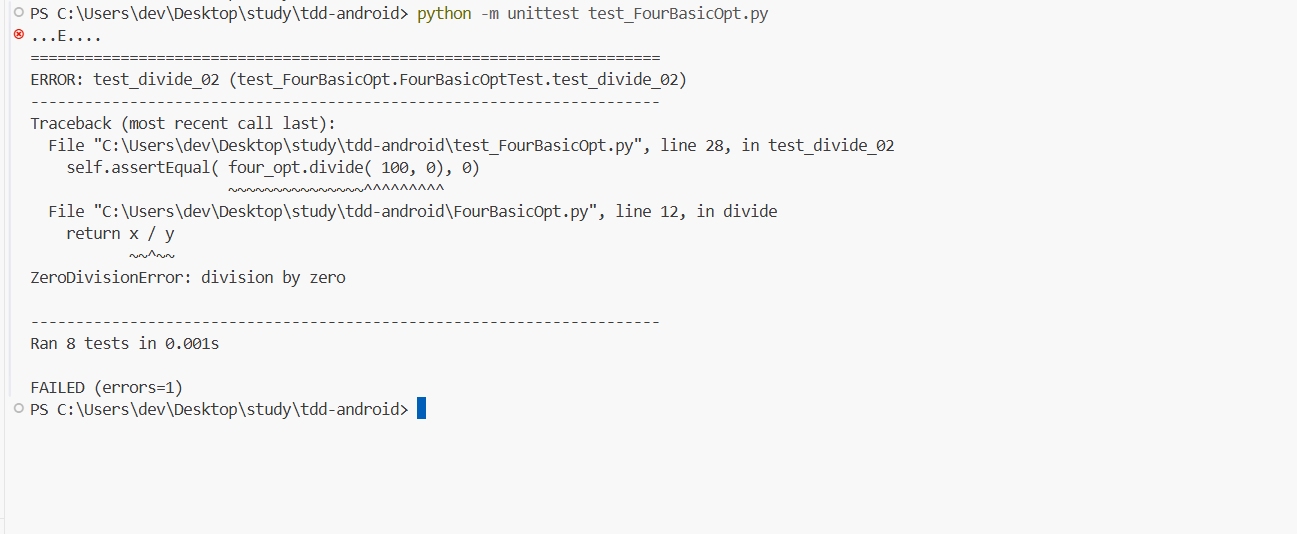 PS C:\Users\dev\Desktop\study\tdd-android> python -m unittest test_FourBasicOpt.py
...E....
======================================================================
ERROR: test_divide_02 (test_FourBasicOpt.FourBasicOptTest.test_divide_02)
----------------------------------------------------------------------
Traceback (most recent call last):
  File "C:\Users\dev\Desktop\study\tdd-android\test_FourBasicOpt.py", line 28, in test_divide_02
    self.assertEqual( four_opt.divide( 100, 0), 0)
                      ~~~~~~~~~~~~~~~^^^^^^^^^
  File "C:\Users\dev\Desktop\study\tdd-android\FourBasicOpt.py", line 12, in divide
    return x / y
           ~~^~~
ZeroDivisionError: division by zero

----------------------------------------------------------------------
Ran 8 tests in 0.001s

FAILED (errors=1)
PS C:\Users\dev\Desktop\study\tdd-android>